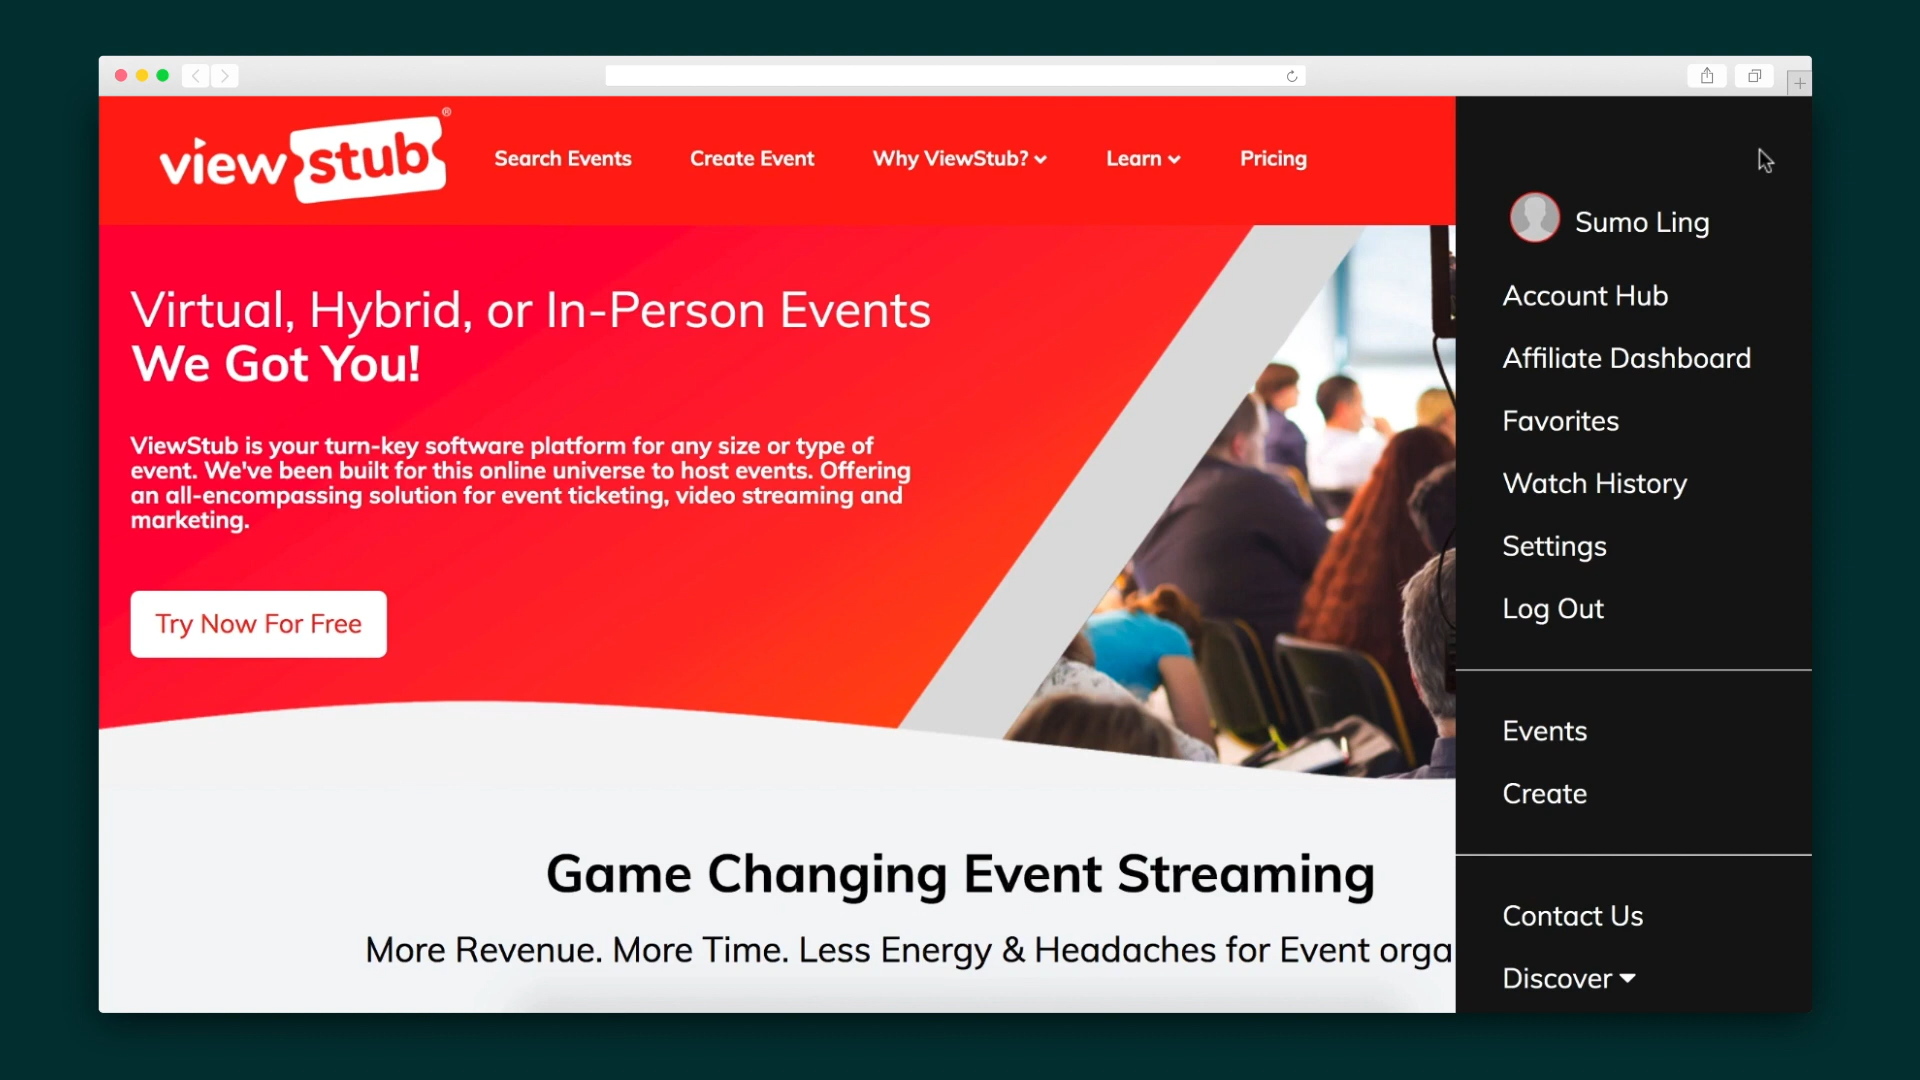 view stub ®
Search Events
Create Event
Why ViewStub?
Learn
Pricing
Virtual, Hybrid, or In-Person Events
We Got You!
ViewStub is your turn-key software platform for any size or type of
event. We've been built for this online universe to host events. Offering
an all-encompassing solution for event ticketing, video streaming and
marketing.
Try Now For Free
Game Changing Event Streaming
More Revenue. More Time. Less Energy & Headaches for Event orga
Sumo Ling
Account Hub
Affiliate Dashboard
Favorites
Watch History
Settings
Log Out
Events
Create
Contact Us
Discover